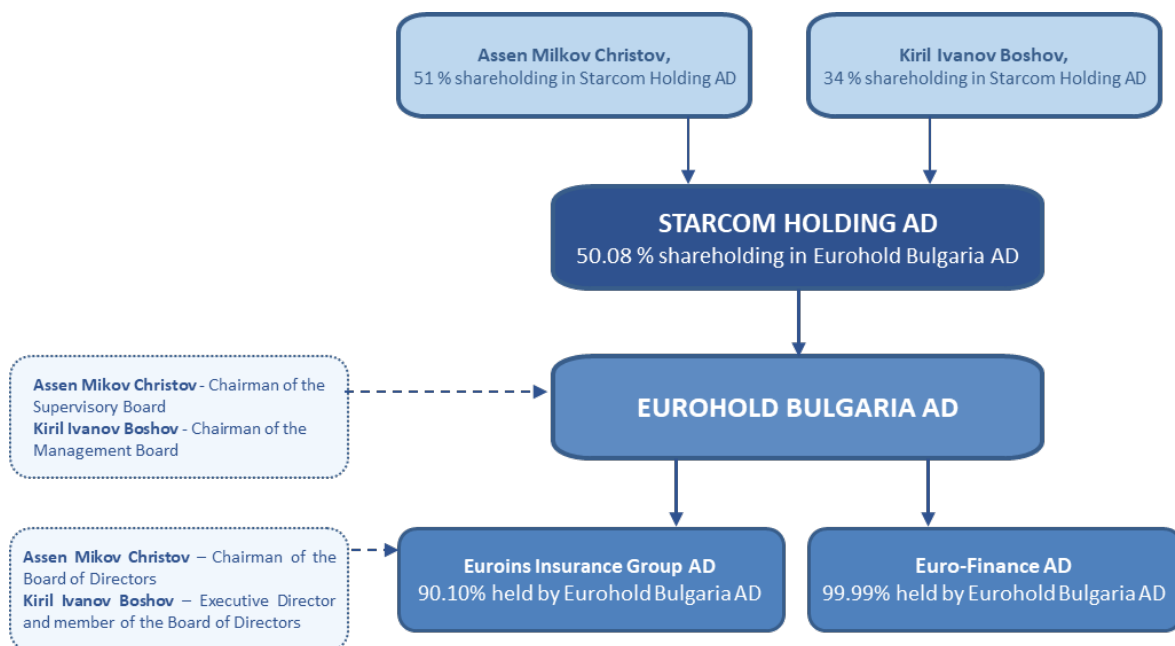 Assen Milkov Christov,
51 % shareholding in Starcom Holding AD
Kiril Ivanov Boshov,
34 % shareholding in Starcom Holding AD
STARCOM HOLDING AD
50.08 % shareholding in Eurohold Bulgaria AD
Assen Mikov Christov - Chairman of the
Supervisory Board
Kiril Ivanov Boshov - Chairman of the
Management Board
EUROHOLD BULGARIA AD
Assen Mikov Christov – Chairman of the
Board of Directors
Kiril Ivanov Boshov – Executive Director
and member of the Board of Directors
Euroins Insurance Group AD
90.10% held by Eurohold Bulgaria AD
Euro-Finance AD
99.99% held by Eurohold Bulgaria AD